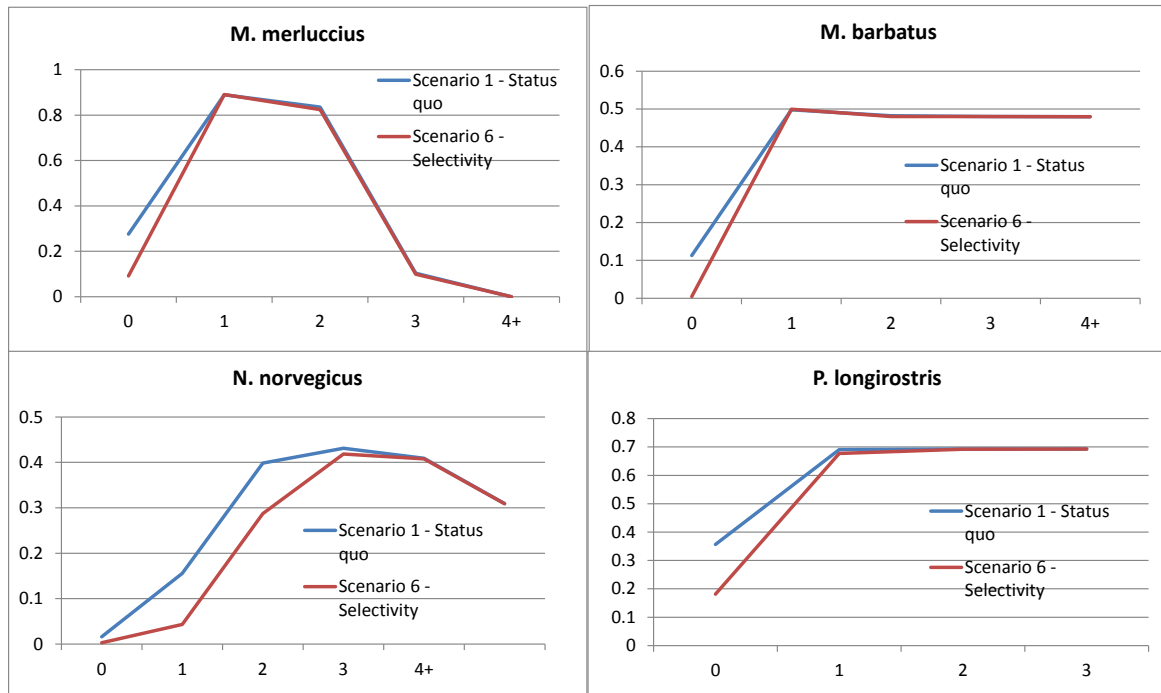 M. merluccius
1
0.8
0.6
0.4
0.2
0
Scenario 1 - Status
quo
Scenario 6 -
Selectivity
0 1 2 3 4+
M. barbatus
0.6
0.5
0.4
0.3
0.2
0.1
0
Scenario 1 - Status
quo
Scenario 6 -
Selectivity
0 1 2 3 4+
N. norvegicus
0.5
0.4
0.3
0.2
0.1
0
Scenario 1 - Status
quo
Scenario 6 -
Selectivity
0 1 2 3 4+
P. longirostris
0.8
0.7
0.6
0.5
0.4
0.3
0.2
0.1
0
Scenario 1 - Status
quo
Scenario 6 -
Selectivity
0 1 2 3